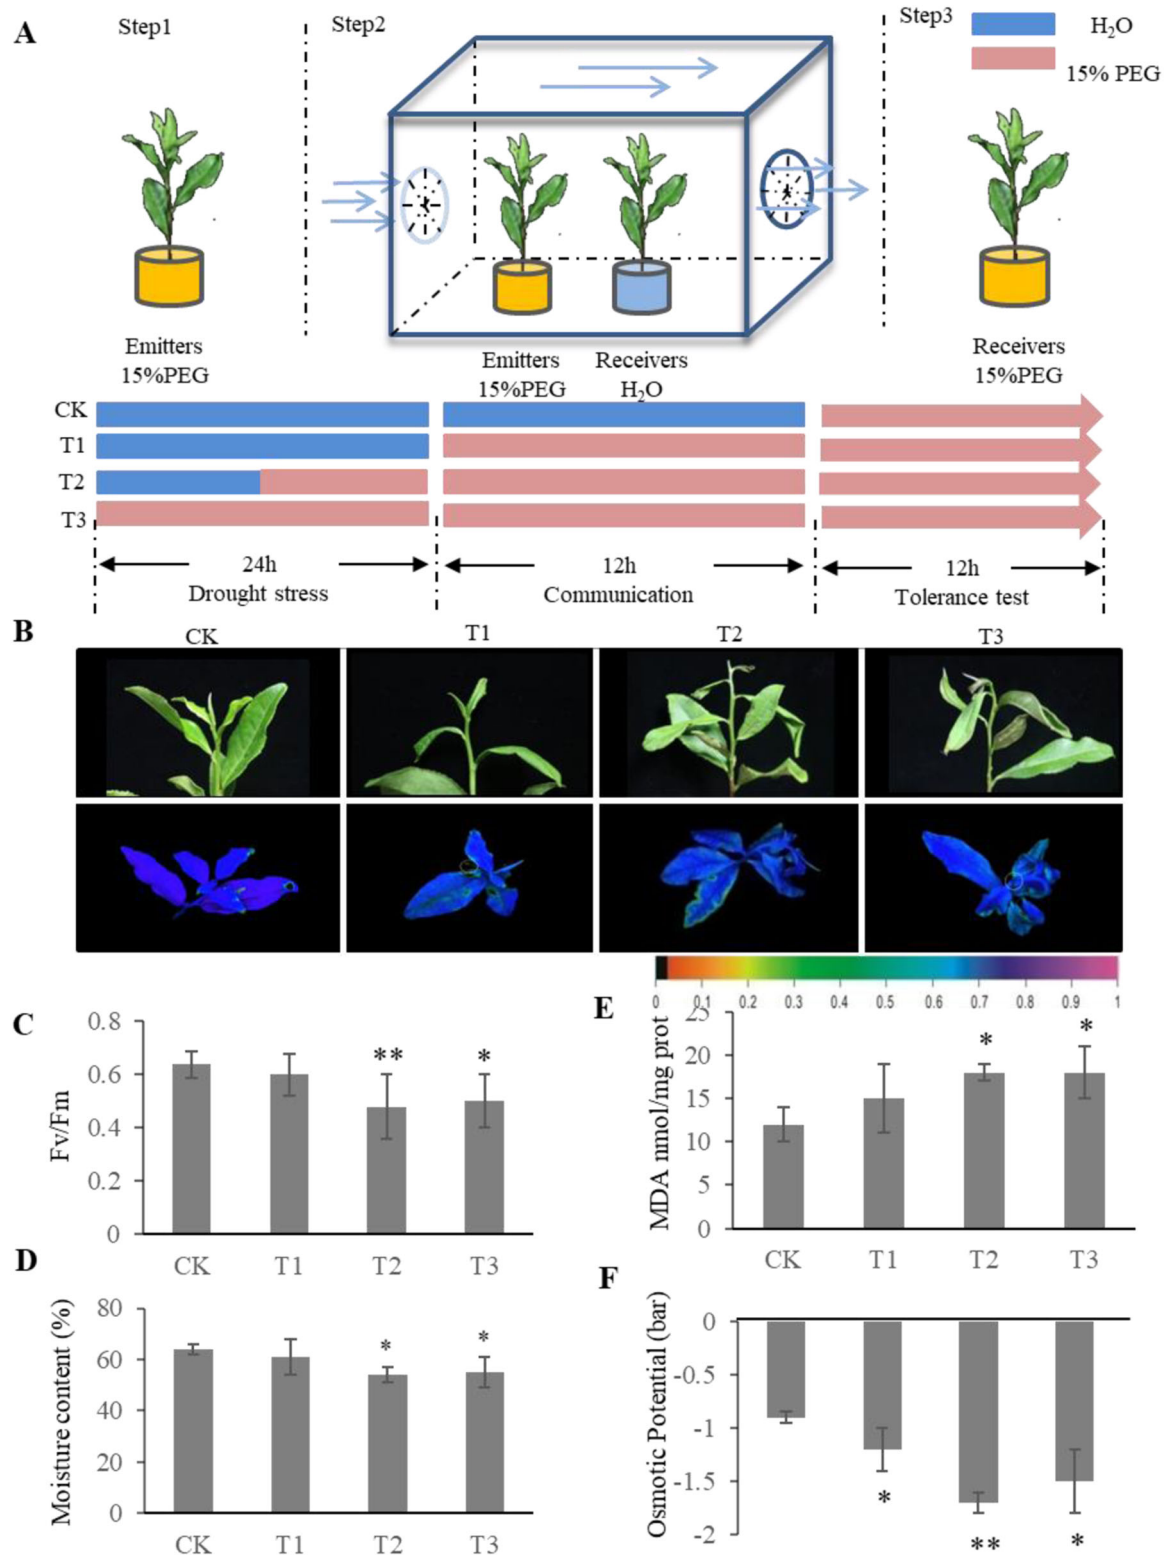 A
Step1
Step2
Step3
H₂O
15% PEG
Emitters
15%PEG
Emitters
15%PEG
Receivers
H₂O
Receivers
15%PEG
CK
T1
T2
T3
24h
Drought stress
12h
Communication
12h
Tolerance test
B
CK
T1
T2
T3
0 0.1 0.2 0.3 0.4 0.5 0.6 0.7 0.8 0.9 1
C
Fv/Fm
0.8
0.6
0.4
0.2
0
** *
CK T1 T2 T3
E
MDA nmol/mg prot
25
20
15
10
5
0
* *
CK T1 T2 T3
D
Moisture content (%)
80
60
40
20
0
* *
CK T1 T2 T3
F
Osmotic Potential (bar)
0
-0.5
-1
-1.5
-2
* ** *